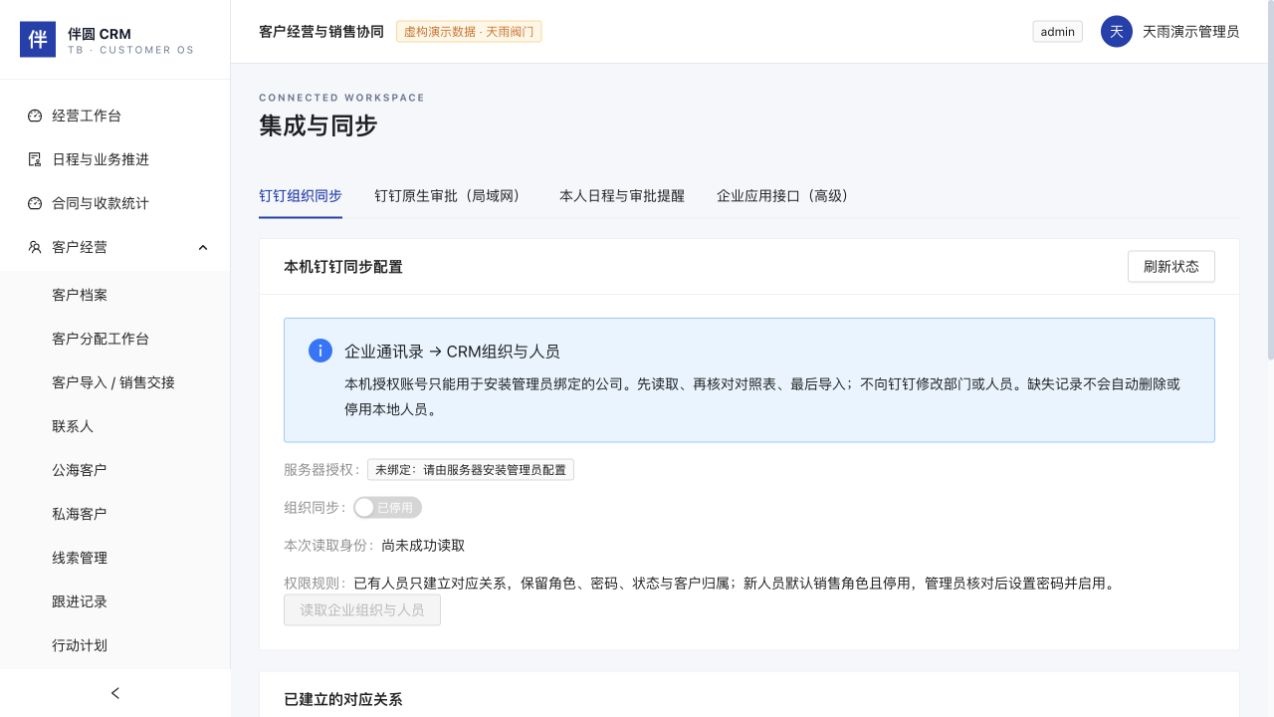 伴
伴圆 CRM
TB · CUSTOMER OS
客户经营与销售协同
虚构演示数据 · 天雨阀门
admin
天
天雨演示管理员
经营工作台
日程与业务推进
合同与收款统计
客户经营
客户档案
客户分配工作台
客户导入 / 销售交接
联系人
公海客户
私海客户
线索管理
跟进记录
行动计划
CONNECTED WORKSPACE
集成与同步
钉钉组织同步
钉钉原生审批（局域网）
本人日程与审批提醒
企业应用接口（高级）
本机钉钉同步配置
刷新状态
企业通讯录 → CRM组织与人员
本机授权账号只能用于安装管理员绑定的公司。先读取、再核对对照表、最后导入；不向钉钉修改部门或人员。缺失记录不会自动删除或
停用本地人员。
服务器授权： 未绑定：请由服务器安装管理员配置
组织同步： 已停用
本次读取身份： 尚未成功读取
权限规则： 已有人员只建立对应关系，保留角色、密码、状态与客户归属；新人员默认销售角色且停用，管理员核对后设置密码并启用。
读取企业组织与人员
已建立的对应关系